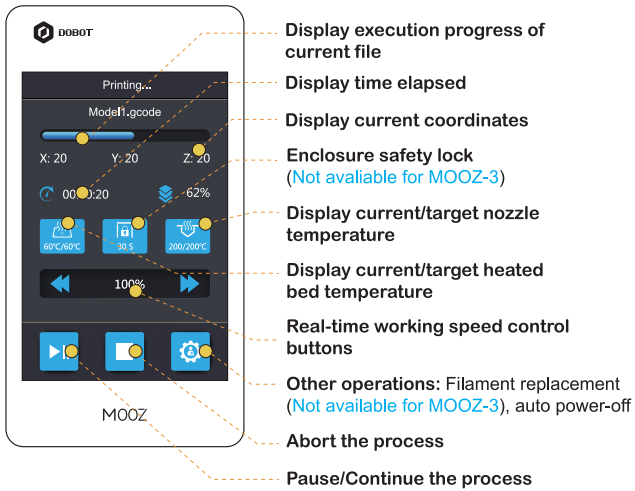 DOBOT
Printing...
Model1.gcode
X: 20 Y: 20 Z: 20
00:00:20 62%
60°C/60°C 30 S 200/200°C
100%
MOOZ
Display execution progress of
current file
Display time elapsed
Display current coordinates
Enclosure safety lock
(Not avaliable for MOOZ-3)
Display current/target nozzle
temperature
Display current/target heated
bed temperature
Real-time working speed control
buttons
Other operations: Filament replacement
(Not available for MOOZ-3), auto power-off
Abort the process
Pause/Continue the process